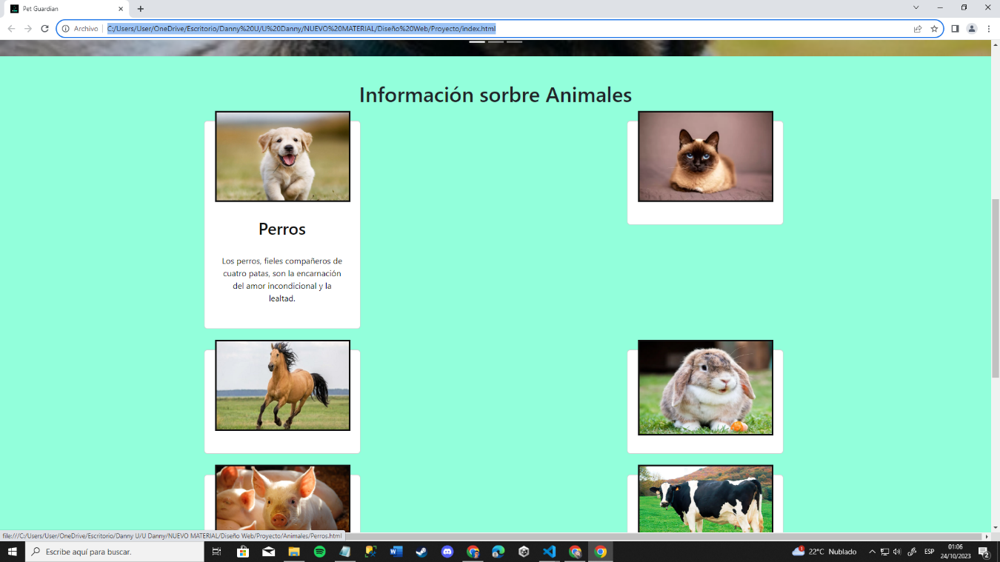 Pet Guardian
Archivo
C:/Users/User/OneDrive/Escritorio/Danny%20U/U%20Danny/NUEVO%20MATERIAL/Diseño%20Web/Proyecto/index.html
Información sorbre Animales
Perros
Los perros, fieles compañeros de
cuatro patas, son la encarnación
del amor incondicional y la
lealtad.
file:///C:/Users/User/OneDrive/Escritorio/Danny U/U Danny/NUEVO MATERIAL/Diseño Web/Proyecto/Animales/Perros.html
Escribe aquí para buscar.
1
22°C Nublado
ESP
01:06
24/10/2023
2